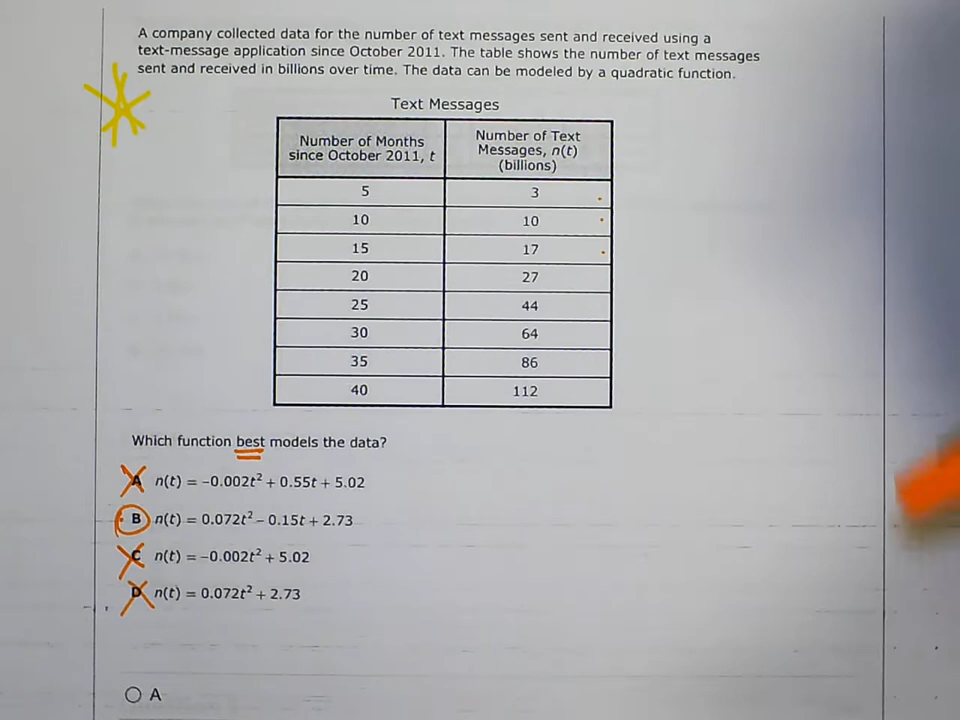 A company collected data for the number of text messages sent and received using a
text-message application since October 2011. The table shows the number of text messages
sent and received in billions over time. The data can be modeled by a quadratic function.
Text Messages
Number of Months since October 2011, t | Number of Text Messages, n(t) (billions)
5 3
10 10
15 17
20 27
25 44
30 64
35 86
40 112
Which function best models the data?
A n(t) = −0.002t² + 0.55t + 5.02
B n(t) = 0.072t² – 0.15t + 2.73
C n(t) = −0.002t² + 5.02
D n(t) = 0.072t² + 2.73
A